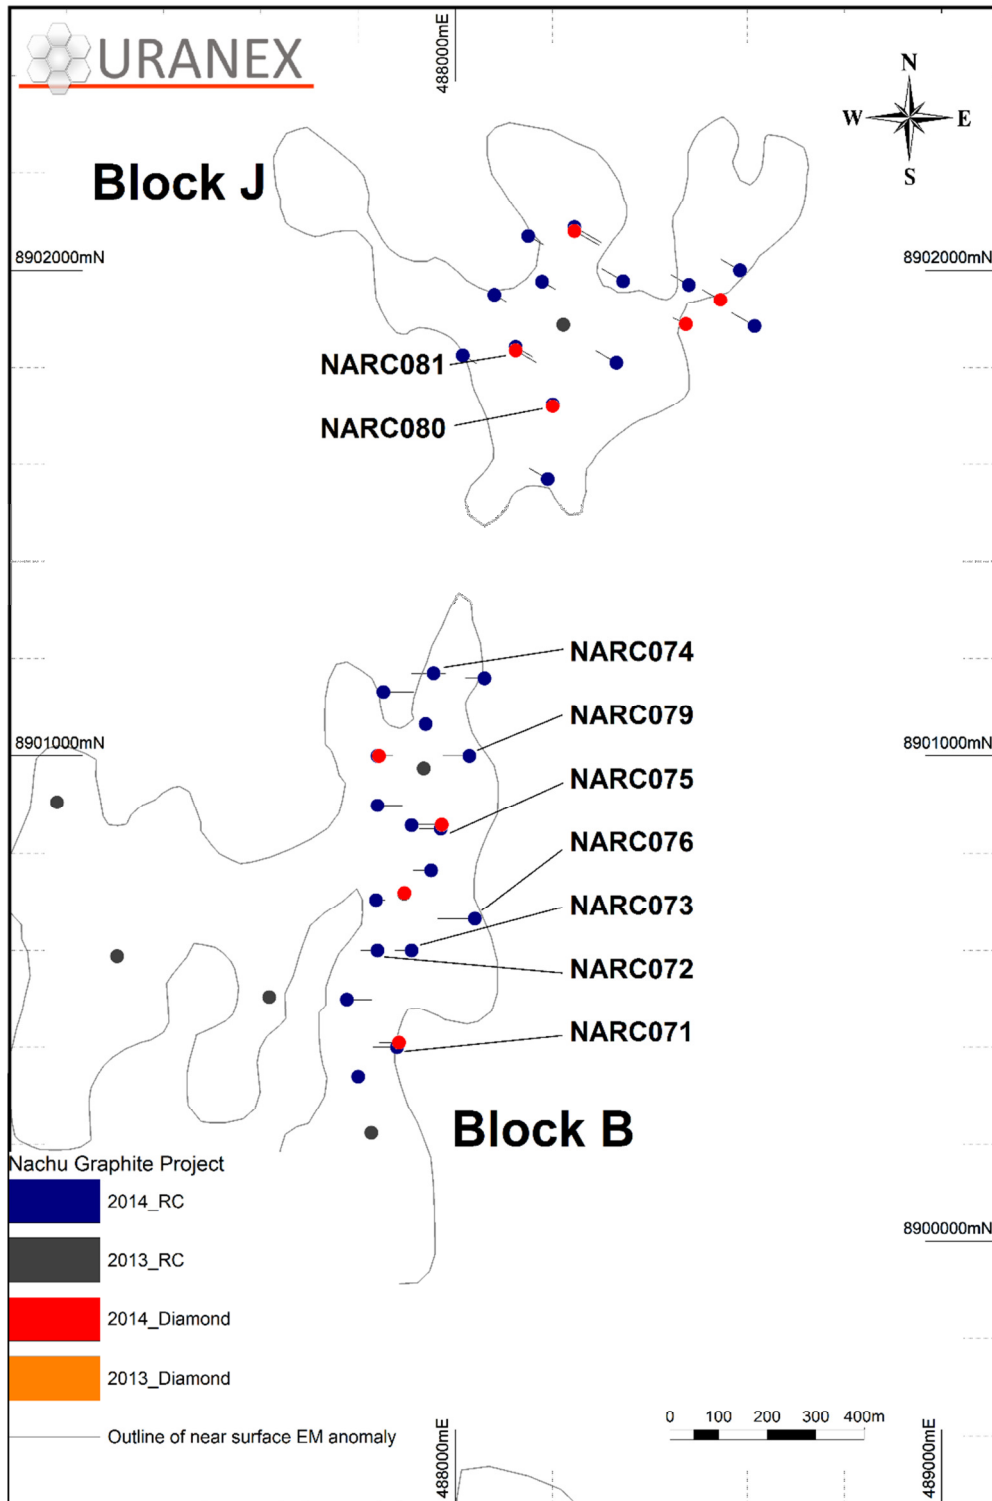 URANEX
488000mE
N
W
E
S
Block J
8902000mN
8902000mN
NARC081
NARC080
NARC074
NARC079
8901000mN
8901000mN
NARC075
NARC076
NARC073
NARC072
NARC071
Block B
Nachu Graphite Project
2014_RC
2013_RC
8900000mN
2014_Diamond
2013_Diamond
0 100 200 300 400m
Outline of near surface EM anomaly
488000mE
489000mE